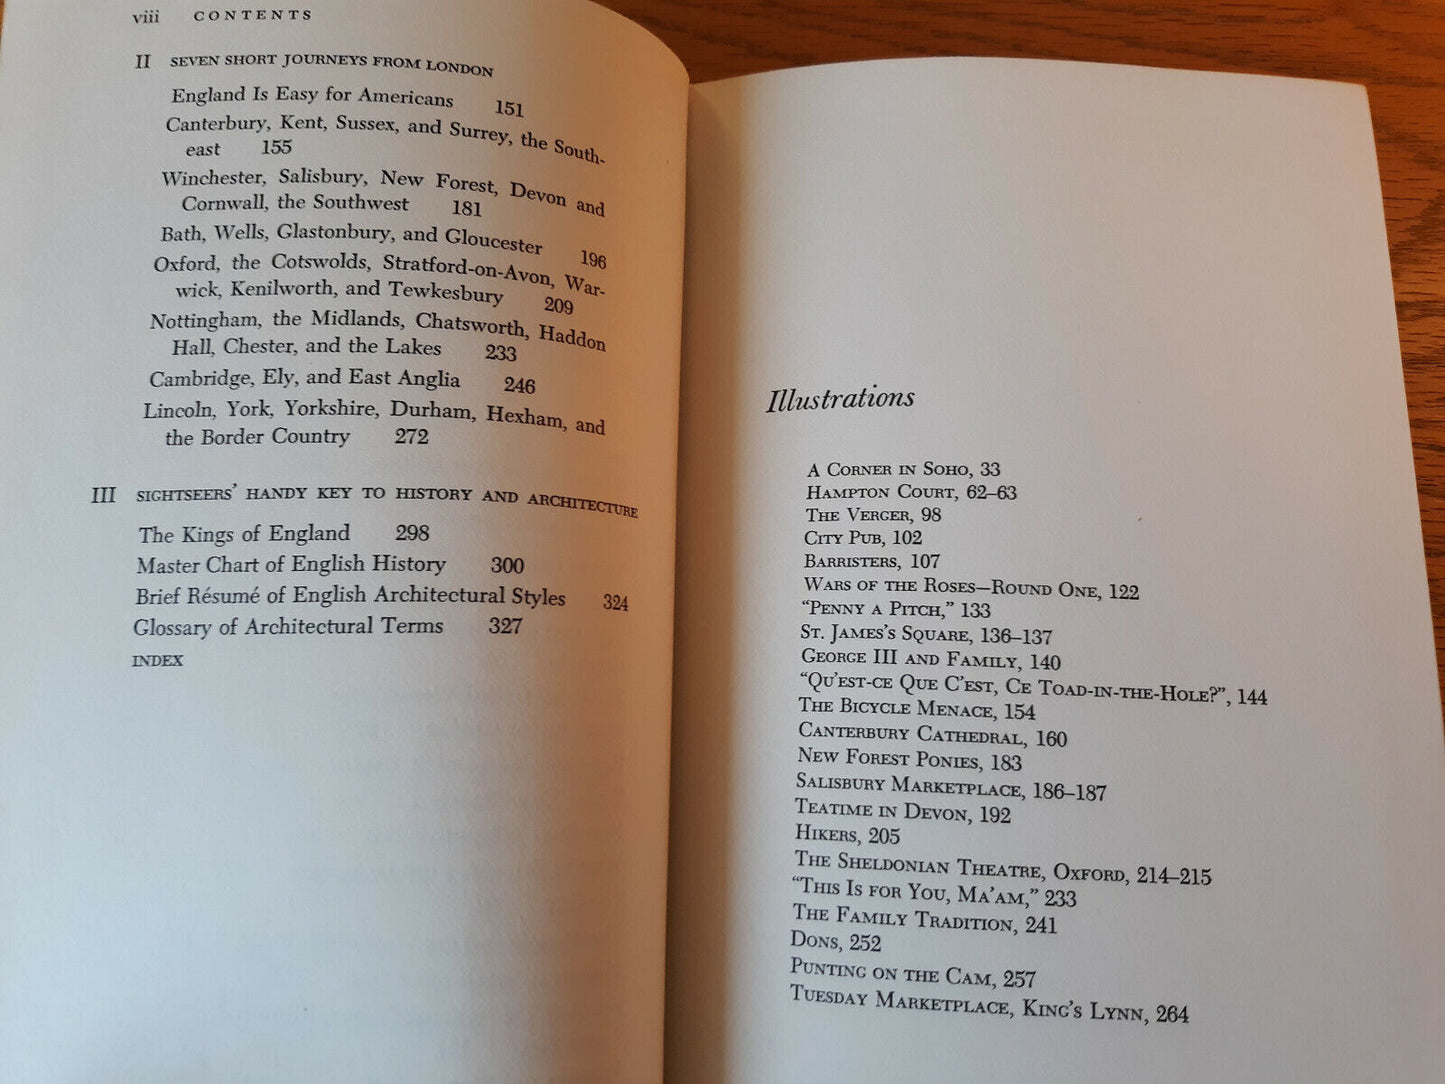 viii CONTENTS
II SEVEN SHORT JOURNEYS FROM LONDON
England Is Easy for Americans 151
Canterbury, Kent, Sussex, and Surrey, the South-
east 155
Winchester, Salisbury, New Forest, Devon and
Cornwall, the Southwest 181
Bath, Wells, Glastonbury, and Gloucester 196
Oxford, the Cotswolds, Stratford-on-Avon, War-
wick, Kenilworth, and Tewkesbury 209
Nottingham, the Midlands, Chatsworth, Haddon
Hall, Chester, and the Lakes 233
Cambridge, Ely, and East Anglia 246
Lincoln, York, Yorkshire, Durham, Hexham, and
the Border Country 272
III SIGHTSEERS' HANDY KEY TO HISTORY AND ARCHITECTURE
The Kings of England 298
Master Chart of English History 300
Brief Résumé of English Architectural Styles 324
Glossary of Architectural Terms 327
INDEX
Illustrations
A Corner in Soho, 33
Hampton Court, 62–63
The Verger, 98
City Pub, 102
Barristers, 107
Wars of the Roses—Round One, 122
“Penny a Pitch,” 133
St. James's Square, 136–137
George III and Family, 140
“Qu'est-ce Que C'est, Ce Toad-in-the-Hole?”, 144
The Bicycle Menace, 154
Canterbury Cathedral, 160
New Forest Ponies, 183
Salisbury Marketplace, 186–187
Teatime in Devon, 192
Hikers, 205
The Sheldonian Theatre, Oxford, 214–215
“This Is for You, Ma'am,” 233
The Family Tradition, 241
Dons, 252
Punting on the Cam, 257
Tuesday Marketplace, King's Lynn, 264